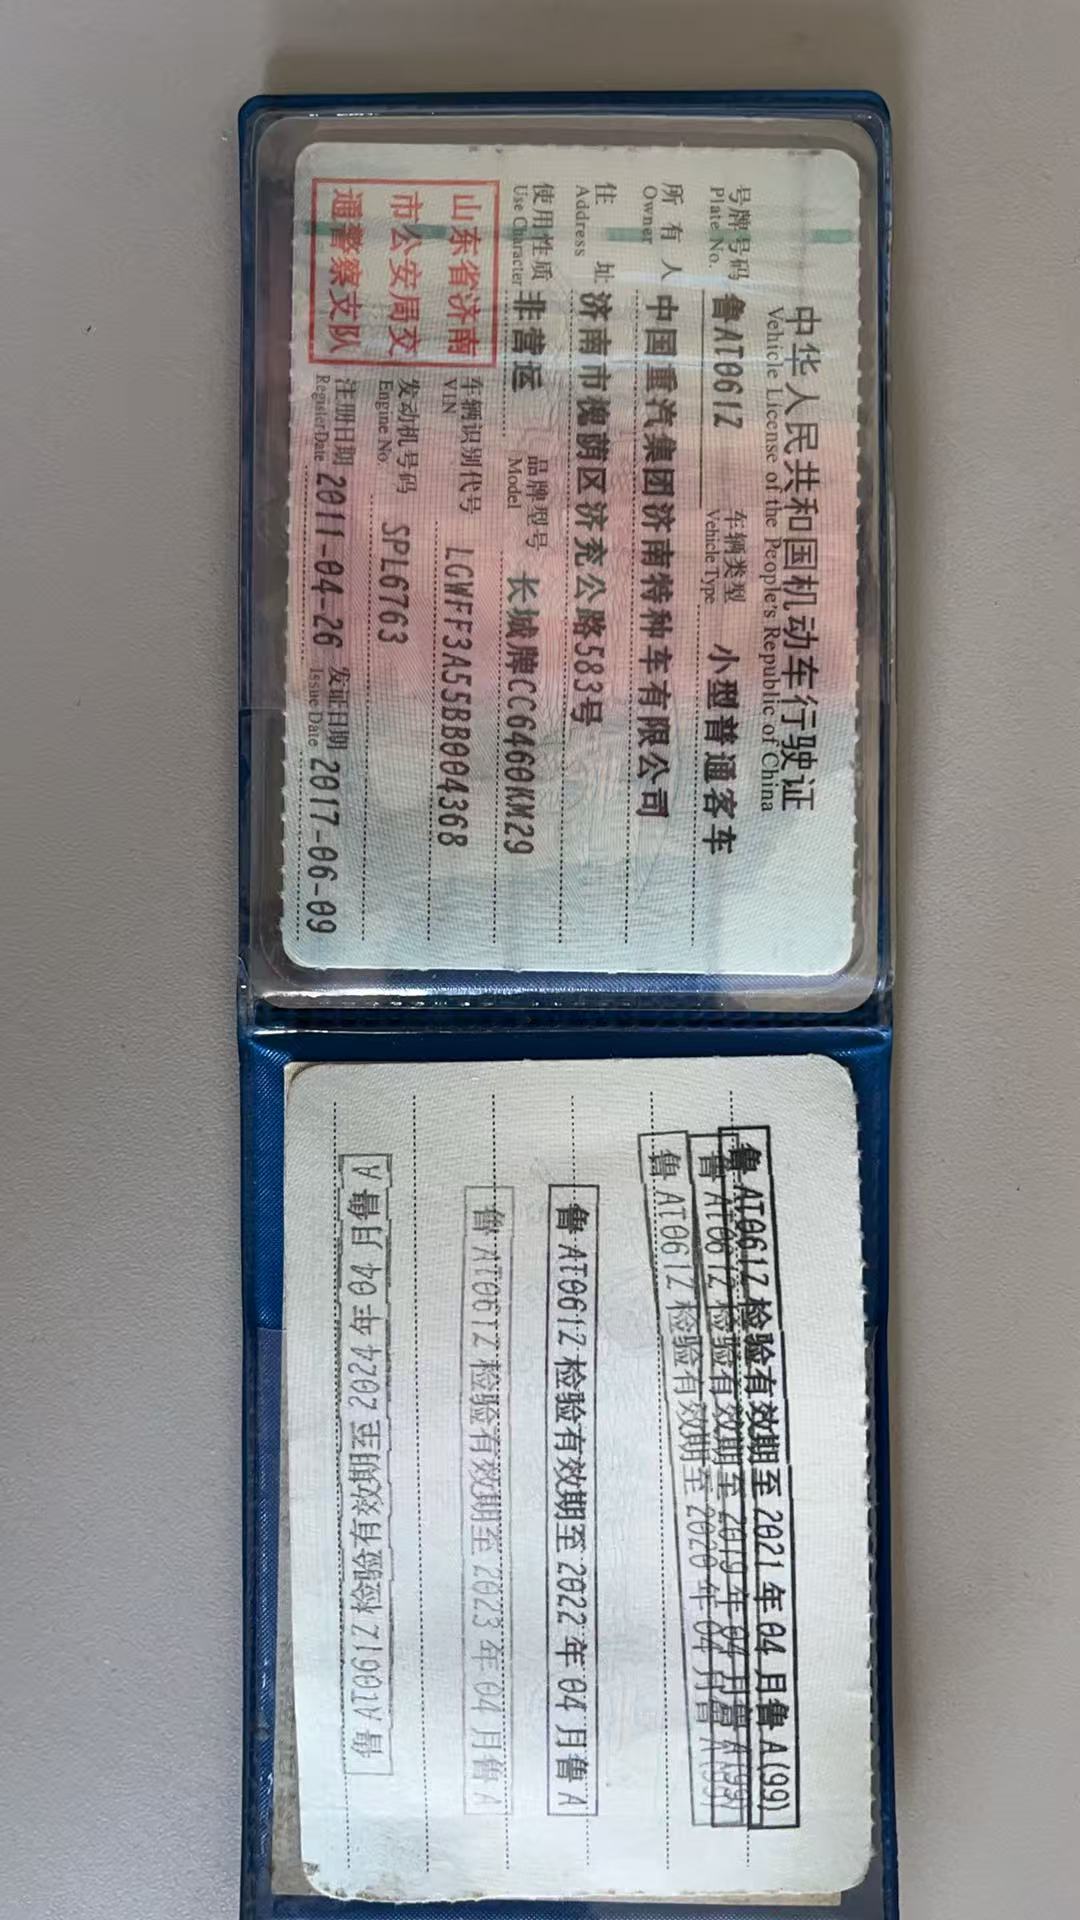 中华人民共和国机动车行驶证
Vehicle License of the People's Republic of China
号牌号码 鲁AT061Z 车辆类型 小型普通客车
Plate No. Vehicle Type
所有人 中国重汽集团济南特种车有限公司
Owner
住址 济南市槐荫区济兖公路583号
Address
使用性质 非营运 品牌型号 长城牌CC6460KM29
Use Character Model
山东省济南
市公安局交
通警察支队
车辆识别代号 LGWFF3A55BB004368
VIN
发动机号码 SPL6763
Engine No.
注册日期 2011-04-26 发证日期 2017-06-09
Register Date Issue Date
鲁AT061Z检验有效期至2021年04月鲁A(99)
鲁AT061Z检验有效期至2019年04月鲁A(99)
鲁AT061Z检验有效期至2020年04月鲁A(99)
鲁AT061Z检验有效期至2022年04月鲁A
鲁AT061Z检验有效期至2023年04月鲁A
鲁AT061Z检验有效期至2024年04月鲁A